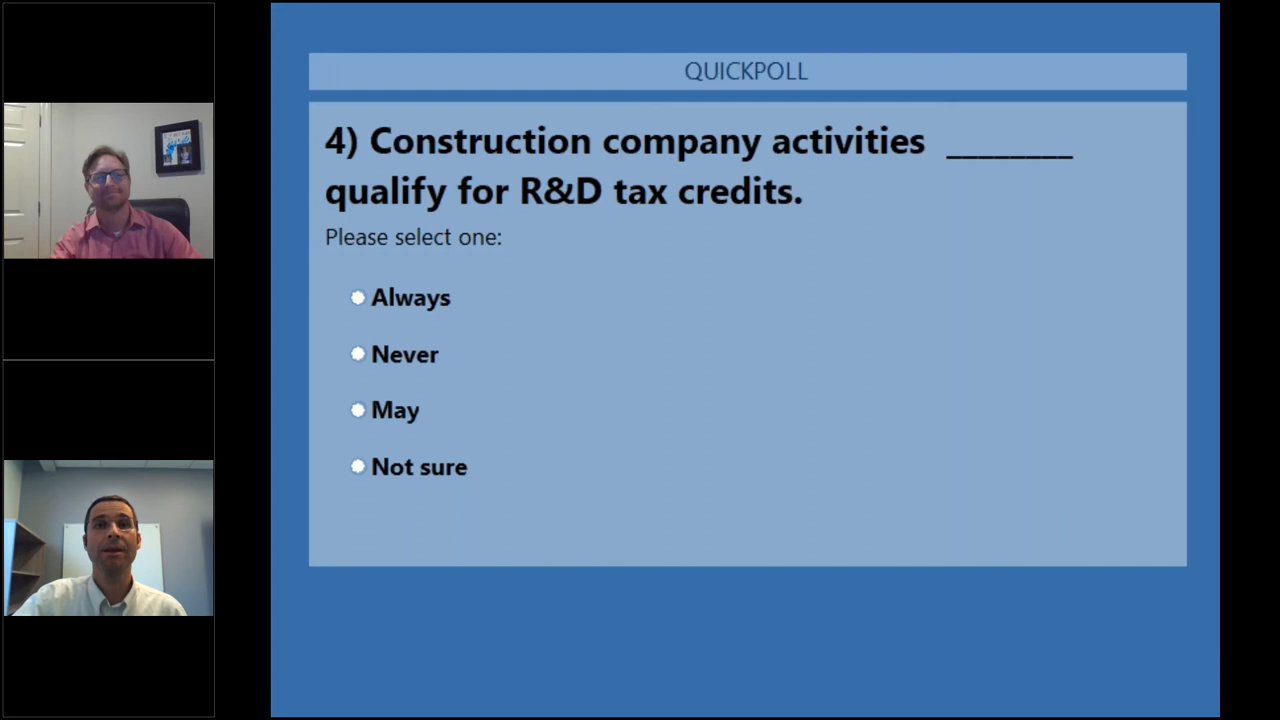 QUICKPOLL
4) Construction company activities ________
qualify for R&D tax credits.
Please select one:
Always
Never
May
Not sure